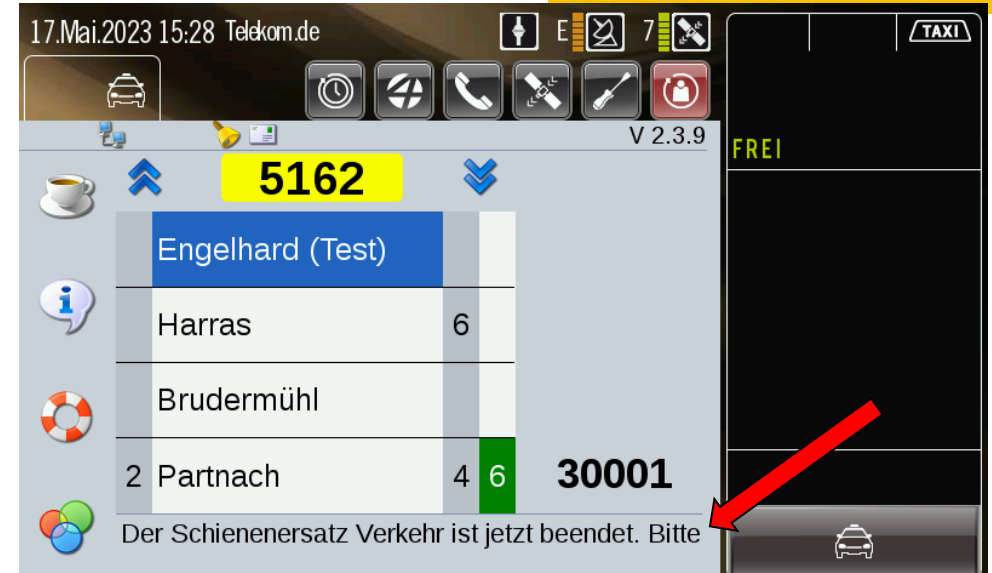 17.Mai.2023 15:28 Telekom.de E 7 TAXI
V 2.3.9
FREI
5162
Engelhard (Test)
Harras 6
Brudermühl
2 Partnach 4 6 30001
Der Schienenersatz Verkehr ist jetzt beendet. Bitte